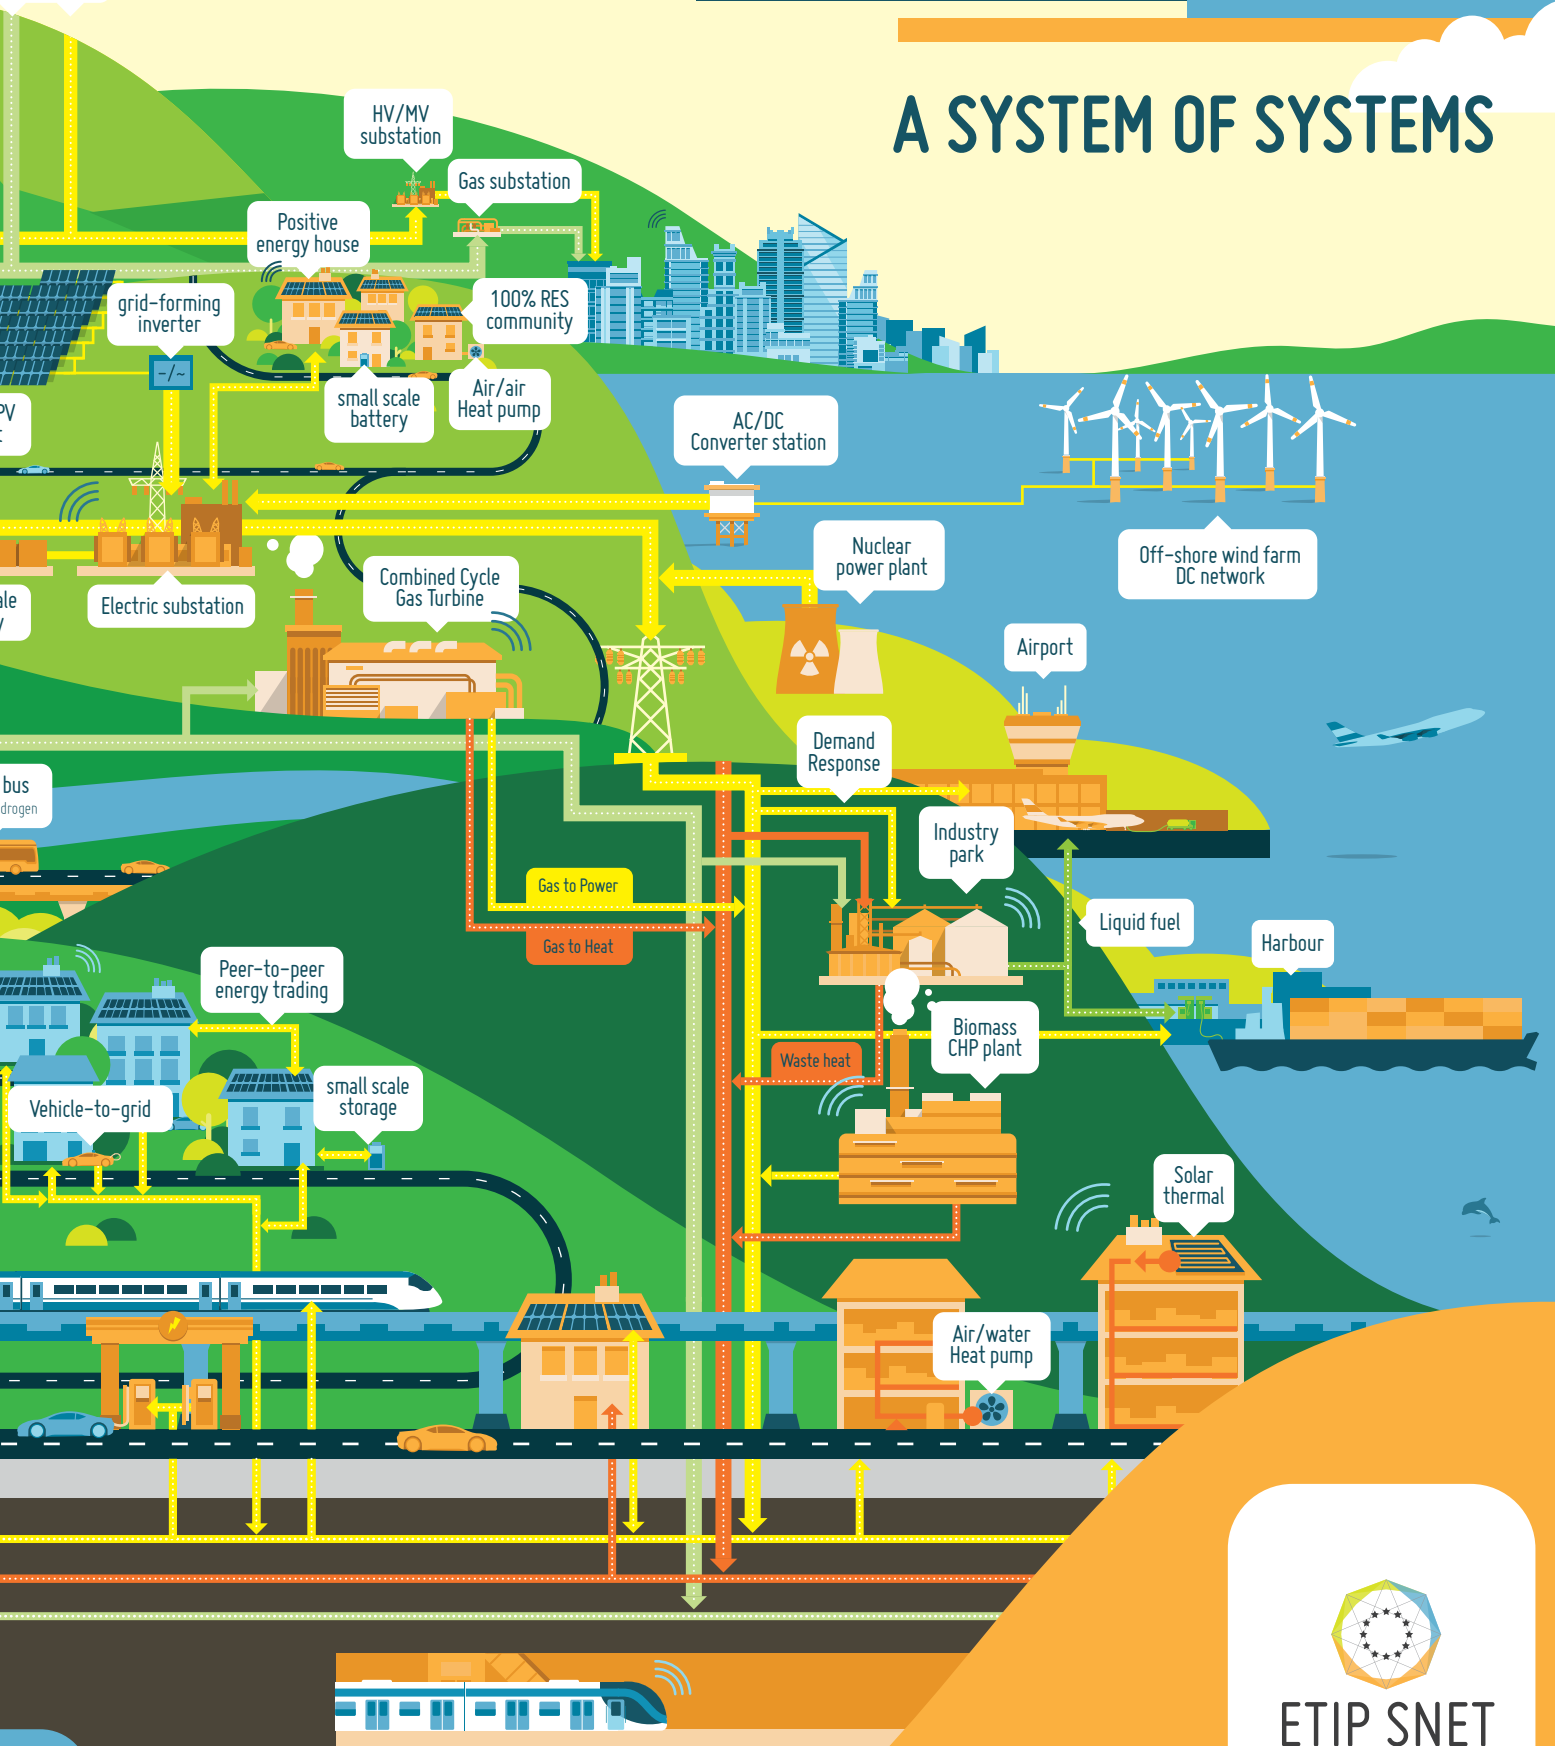 A SYSTEM OF SYSTEMS
HV/MV
substation
Gas substation
Positive
energy house
grid-forming
inverter
100% RES
community
-/~
small scale
battery
Air/air
Heat pump
PV
AC/DC
Converter station
Nuclear
power plant
Off-shore wind farm
DC network
Electric substation
Combined Cycle
Gas Turbine
Airport
Demand
Response
bus
drogen
Industry
park
Gas to Power
Gas to Heat
Liquid fuel
Harbour
Peer-to-peer
energy trading
Biomass
CHP plant
Waste heat
small scale
storage
Vehicle-to-grid
Solar
thermal
Air/water
Heat pump
ETIP SNET